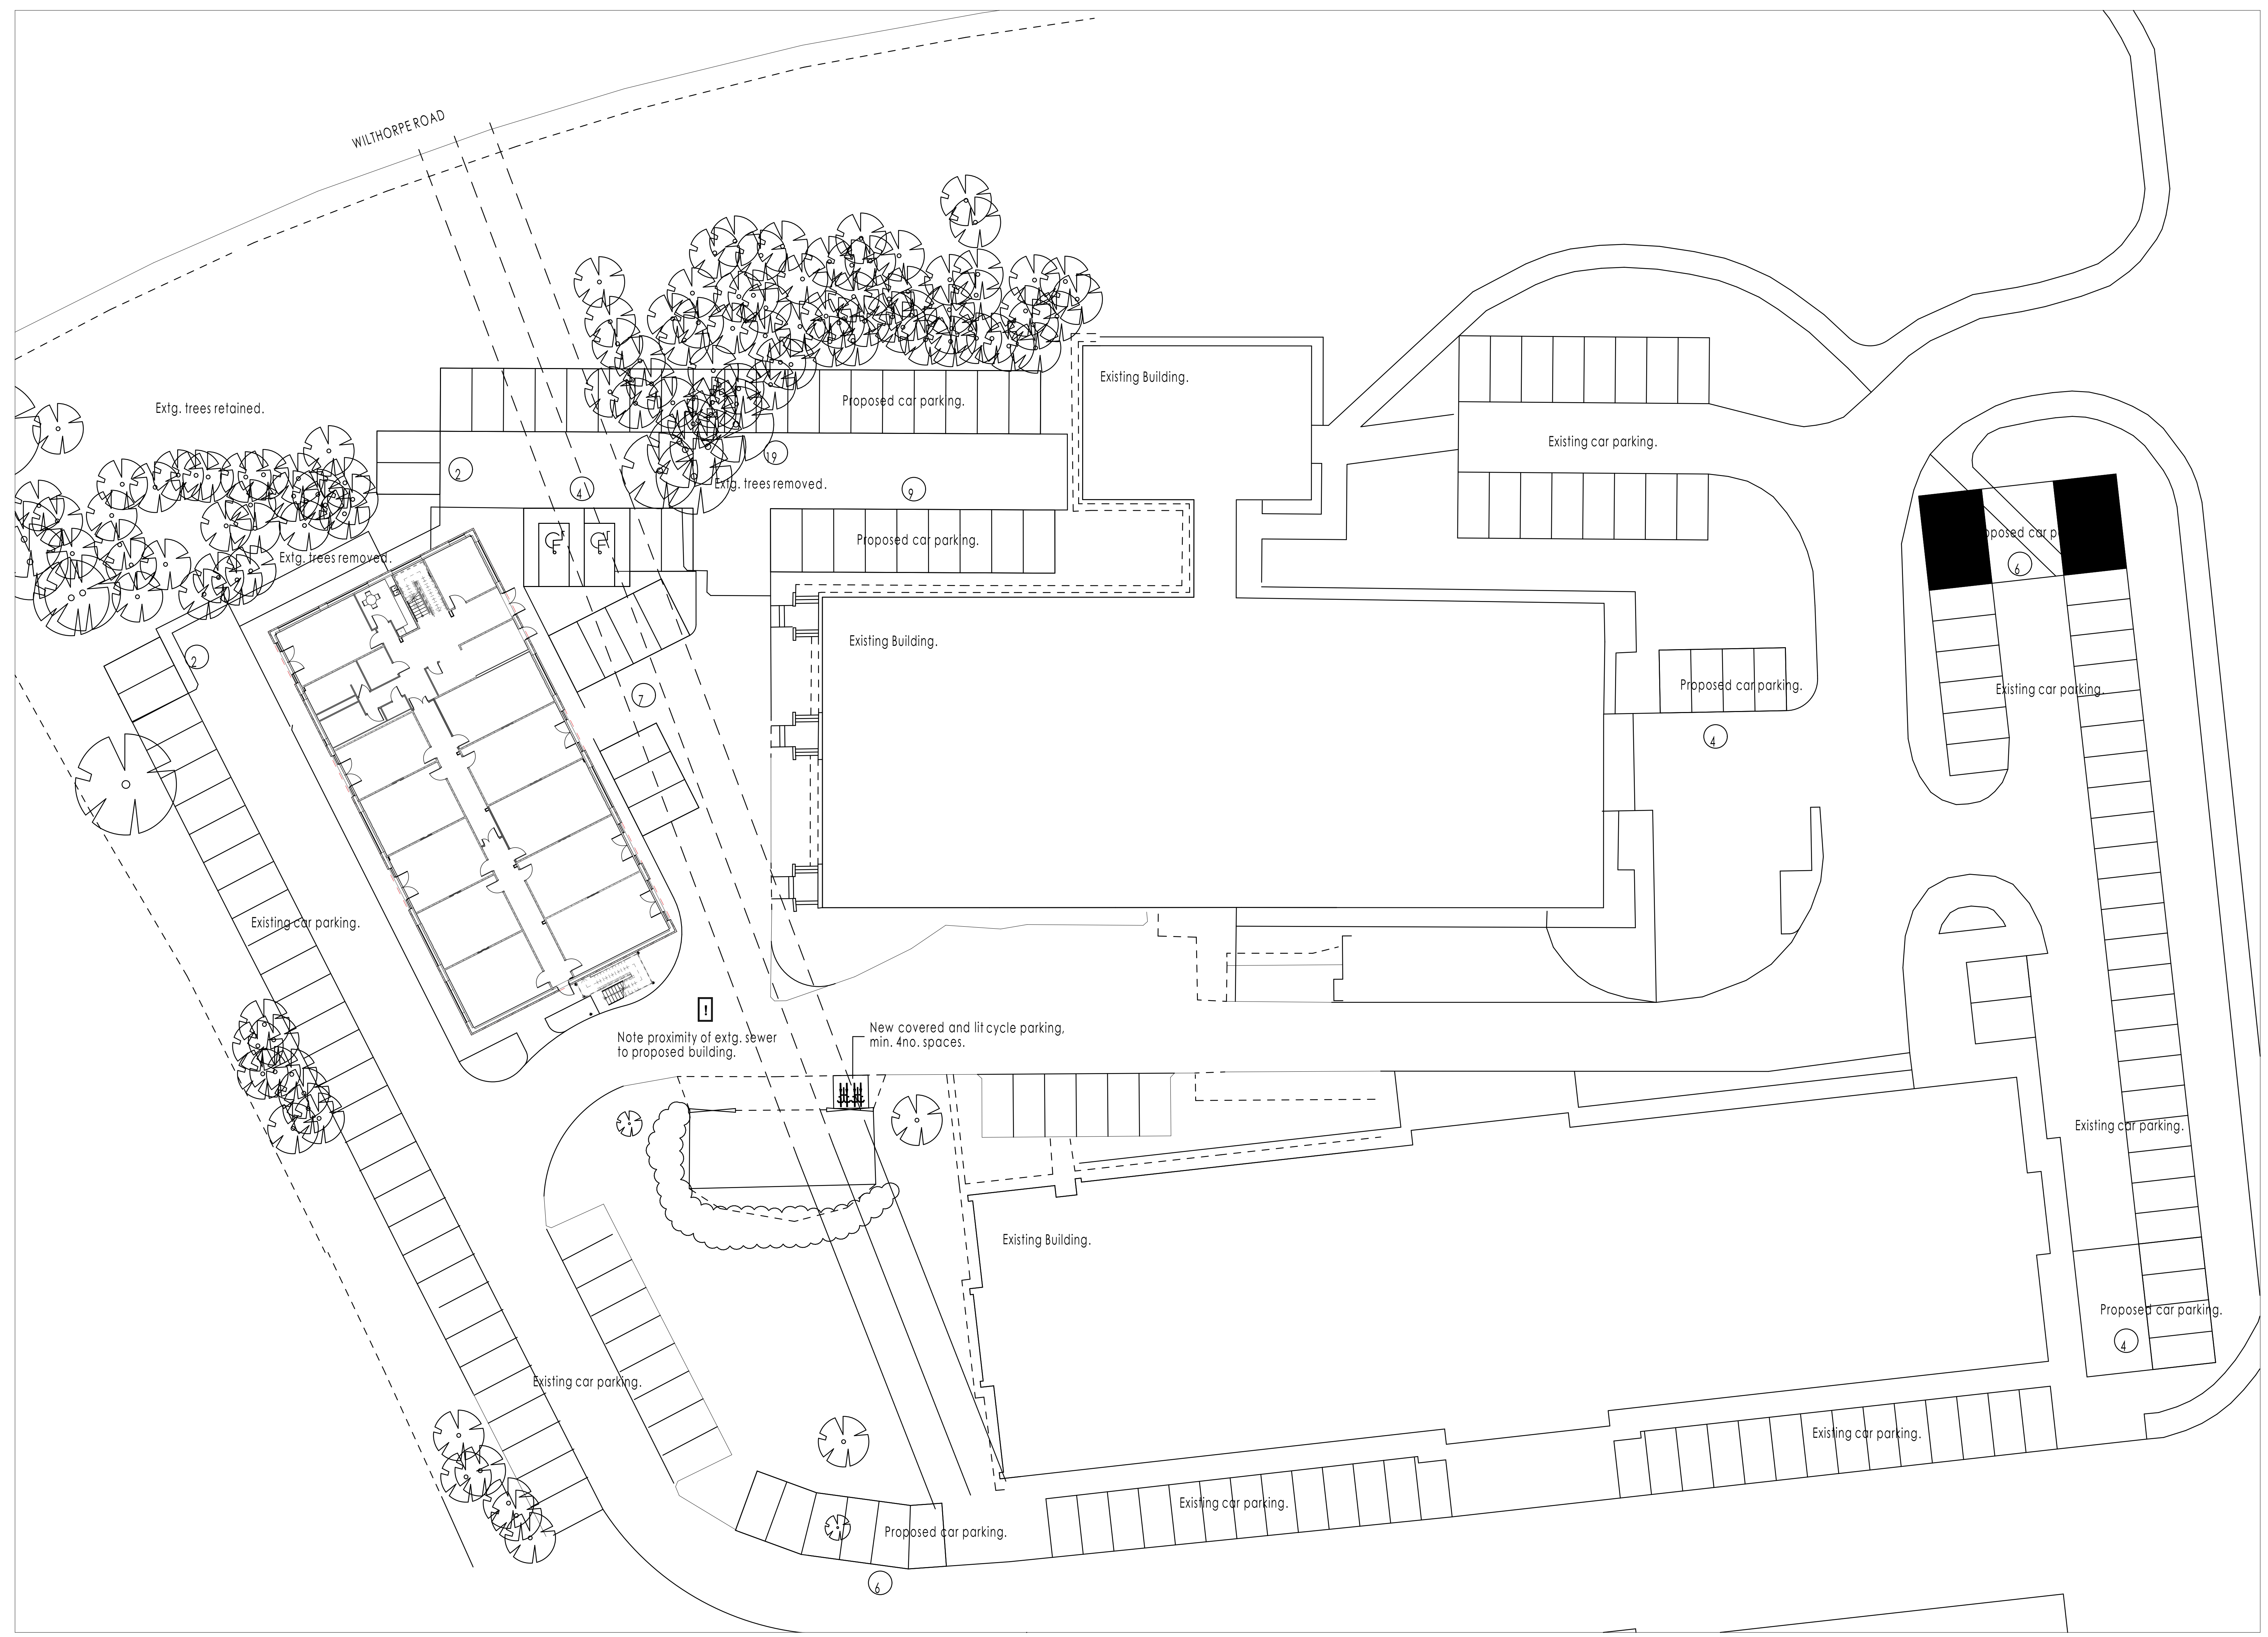 WILTHORPE ROAD
Existing Building.
Extg. trees retained.
Proposed car parking.
Existing car parking.
2
19
4
Extg. trees removed.
9
Proposed car parking.
Proposed car p
6
Extg. trees removed.
Existing Building.
2
7
Proposed car parking.
4
Existing car parking.
Existing car parking.
!
Note proximity of extg. sewer
to proposed building.
New covered and lit cycle parking,
min. 4no. spaces.
Existing car parking.
Existing Building.
Proposed car parking.
4
Existing car parking.
Existing car parking.
Existing car parking.
Proposed car parking.
6